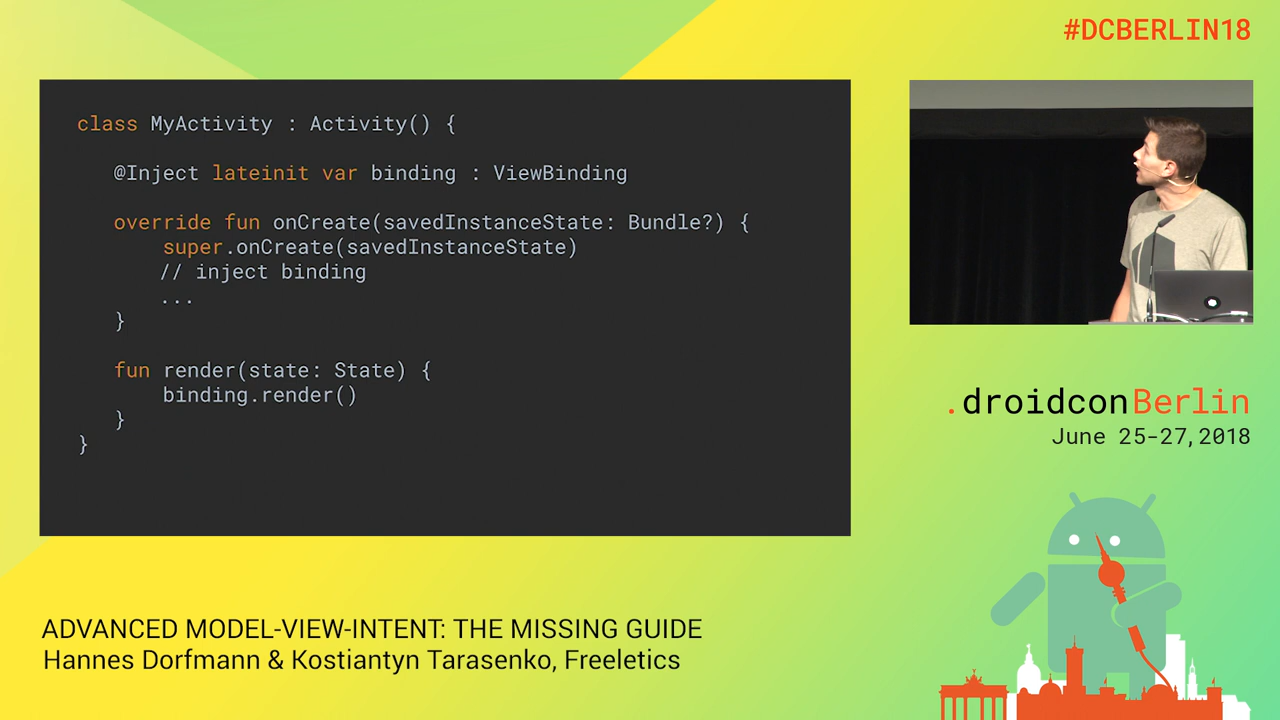 #DCBERLIN18
class MyActivity : Activity() {
@Inject lateinit var binding : ViewBinding
override fun onCreate(savedInstanceState: Bundle?) {
super.onCreate(savedInstanceState)
// inject binding
...
}
fun render(state: State) {
binding.render()
}
}
.droidconBerlin
June 25-27,2018
ADVANCED MODEL-VIEW-INTENT: THE MISSING GUIDE
Hannes Dorfmann & Kostiantyn Tarasenko, Freeletics